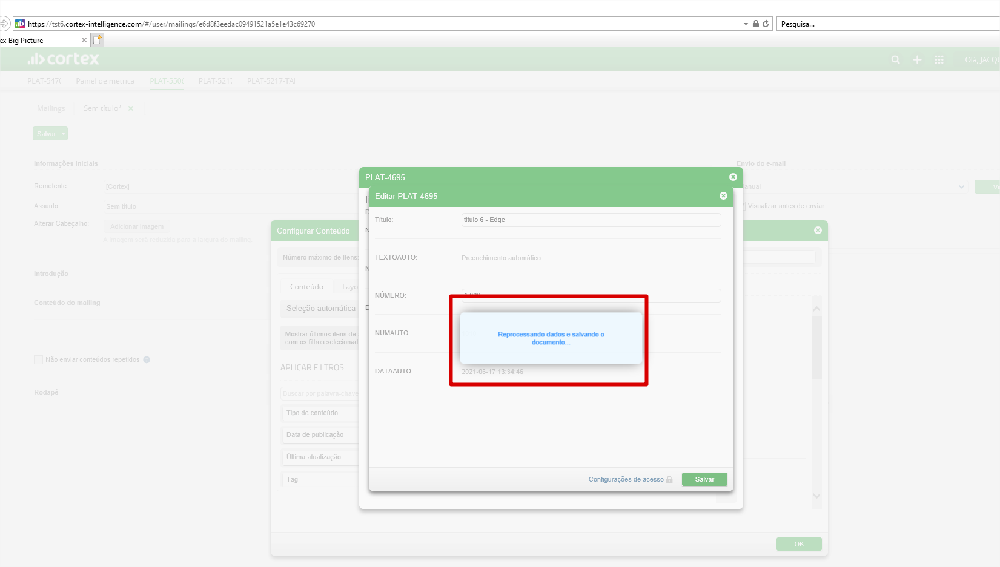 https://tst6.cortex-intelligence.com/#/user/mailings/e6d8f3eedac09491521a5e1e43c69270
Pesquisa...
ex Big Picture
cortex
Olá, JACQU
PLAT-547
Painel de metrica
PLAT-550
PLAT-521
PLAT-5217-TA
Mailings
Sem título*
Salvar
Informações Iniciais
Envio do e-mail
Remetente:
[Cortex]
anual
Assunto:
Sem título
Visualizar antes de enviar
Alterar Cabeçalho:
Adicionar imagem
A imagem será reduzida para a largura do mailing.
Introdução
Conteúdo do mailing
Não enviar conteúdos repetidos
Rodapé
Configurar Conteúdo
Número máximo de Itens:
Conteúdo
Layou
Seleção automática
Mostrar últimos itens de
com os filtros selecionad
APLICAR FILTROS
Buscar por palavra-chave
Tipo de conteúdo
Data de publicação
Última atualização
Tag
OK
PLAT-4695
Editar PLAT-4695
Título:
titulo 6 - Edge
TEXTOAUTO:
Preenchimento automático
NÚMERO:
NUMAUTO:
Reprocessando dados e salvando o
documento...
DATAAUTO:
2021-06-17 13:34:46
Configurações de acesso
Salvar